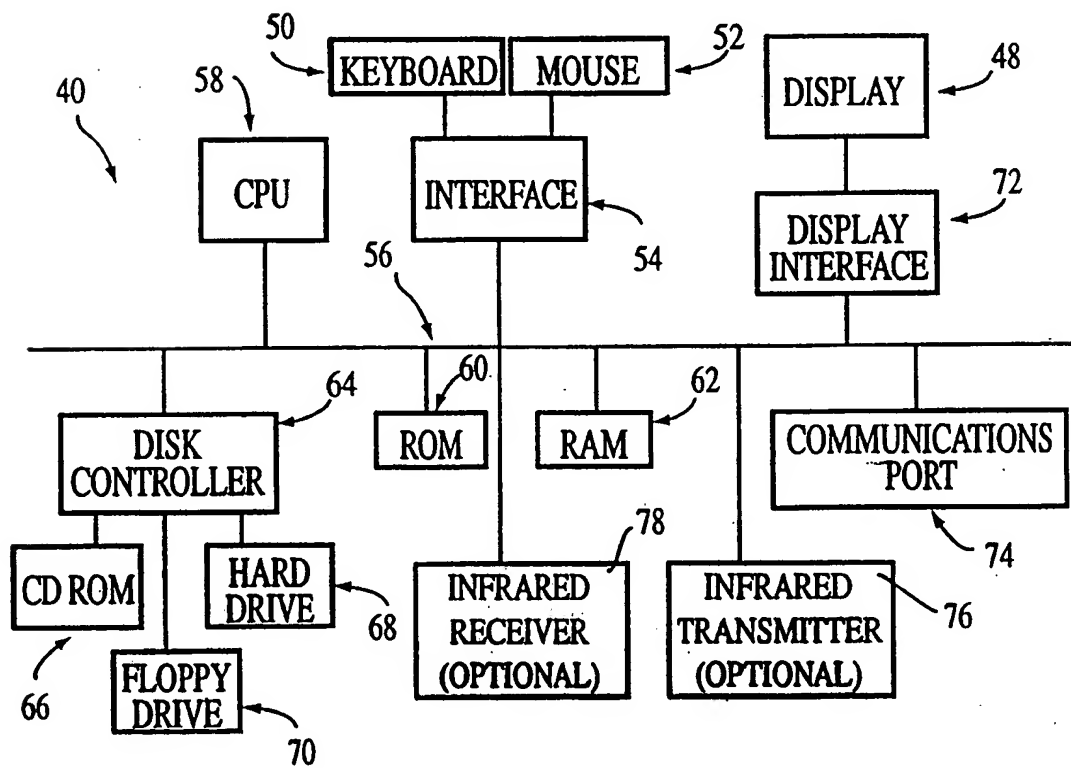 50
KEYBOARD
MOUSE
52
40
58
DISPLAY
48
CPU
INTERFACE
54
72
DISPLAY
INTERFACE
56
64
60
62
DISK
CONTROLLER
ROM
RAM
COMMUNICATIONS
PORT
74
CD ROM
66
HARD
DRIVE
68
FLOPPY
DRIVE
70
78
INFRARED
RECEIVER
(OPTIONAL)
INFRARED
TRANSMITTER
(OPTIONAL)
76